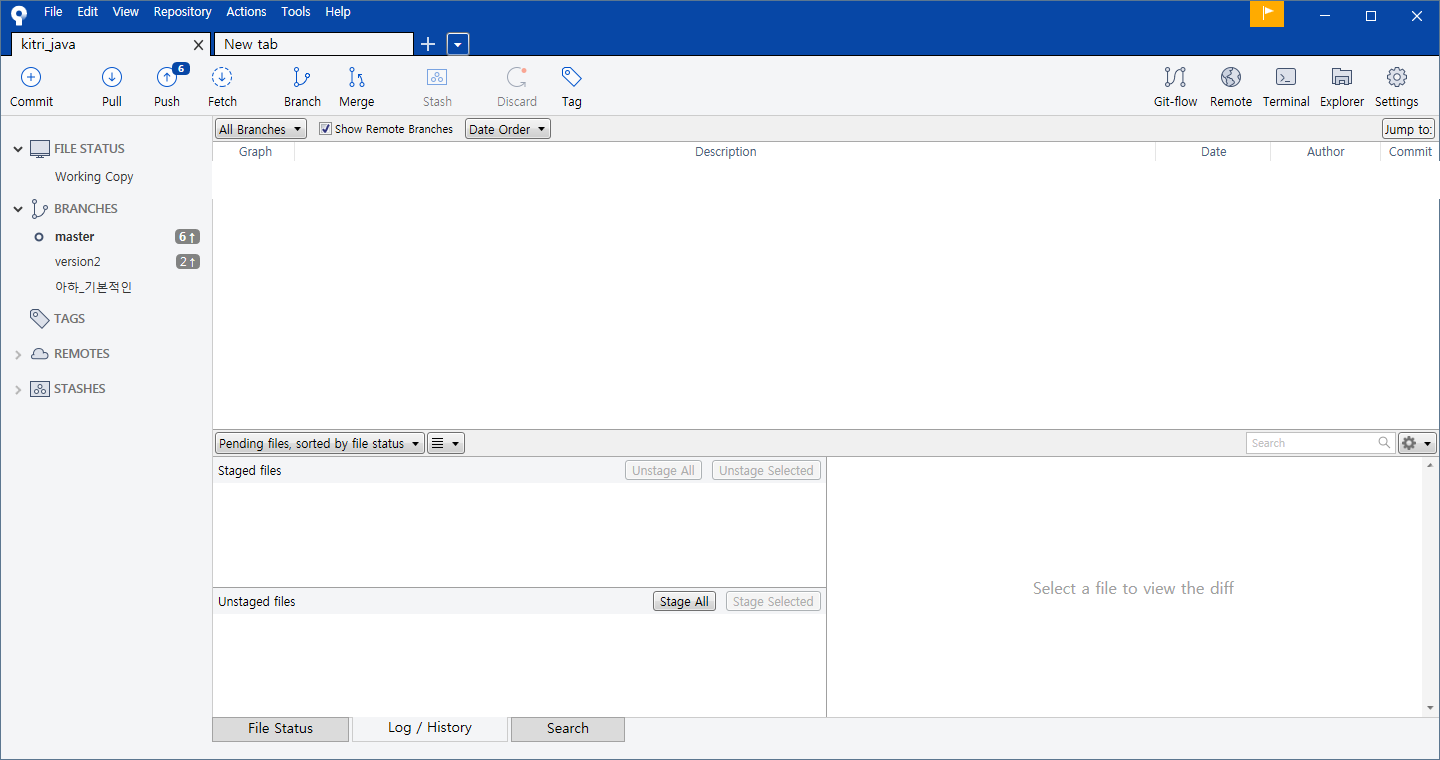 File Edit View Repository Actions Tools Help
kitri_java New tab
6
Commit Pull Push Fetch Branch Merge Stash Discard Tag Git-flow Remote Terminal Explorer Settings
All Branches Show Remote Branches Date Order Jump to:
Graph Description Date Author Commit
FILE STATUS
Working Copy
BRANCHES
master 6↑
version2 2↑
아하_기본적인
TAGS
REMOTES
STASHES
Pending files, sorted by file status Search
Staged files Unstage All Unstage Selected
Select a file to view the diff
Unstaged files Stage All Stage Selected
File Status Log / History Search